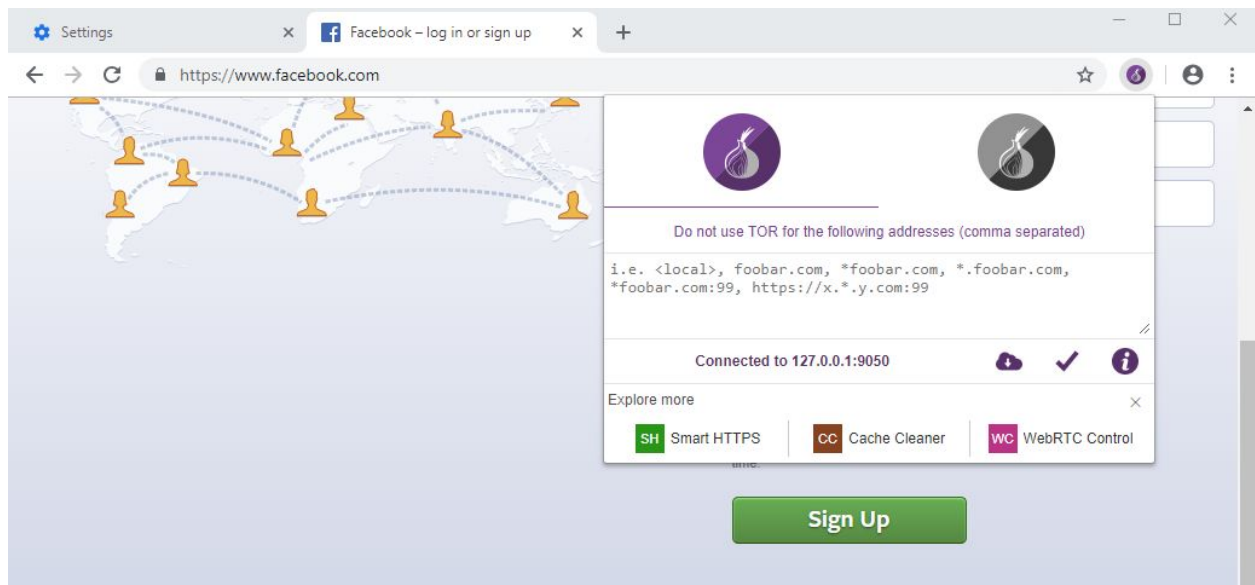 Settings
Facebook – log in or sign up
https://www.facebook.com
Do not use TOR for the following addresses (comma separated)
i.e. <local>, foobar.com, *foobar.com, *.foobar.com,
*foobar.com:99, https://x.*.y.com:99
Connected to 127.0.0.1:9050
Explore more
SH Smart HTTPS
CC Cache Cleaner
WC WebRTC Control
time.
Sign Up